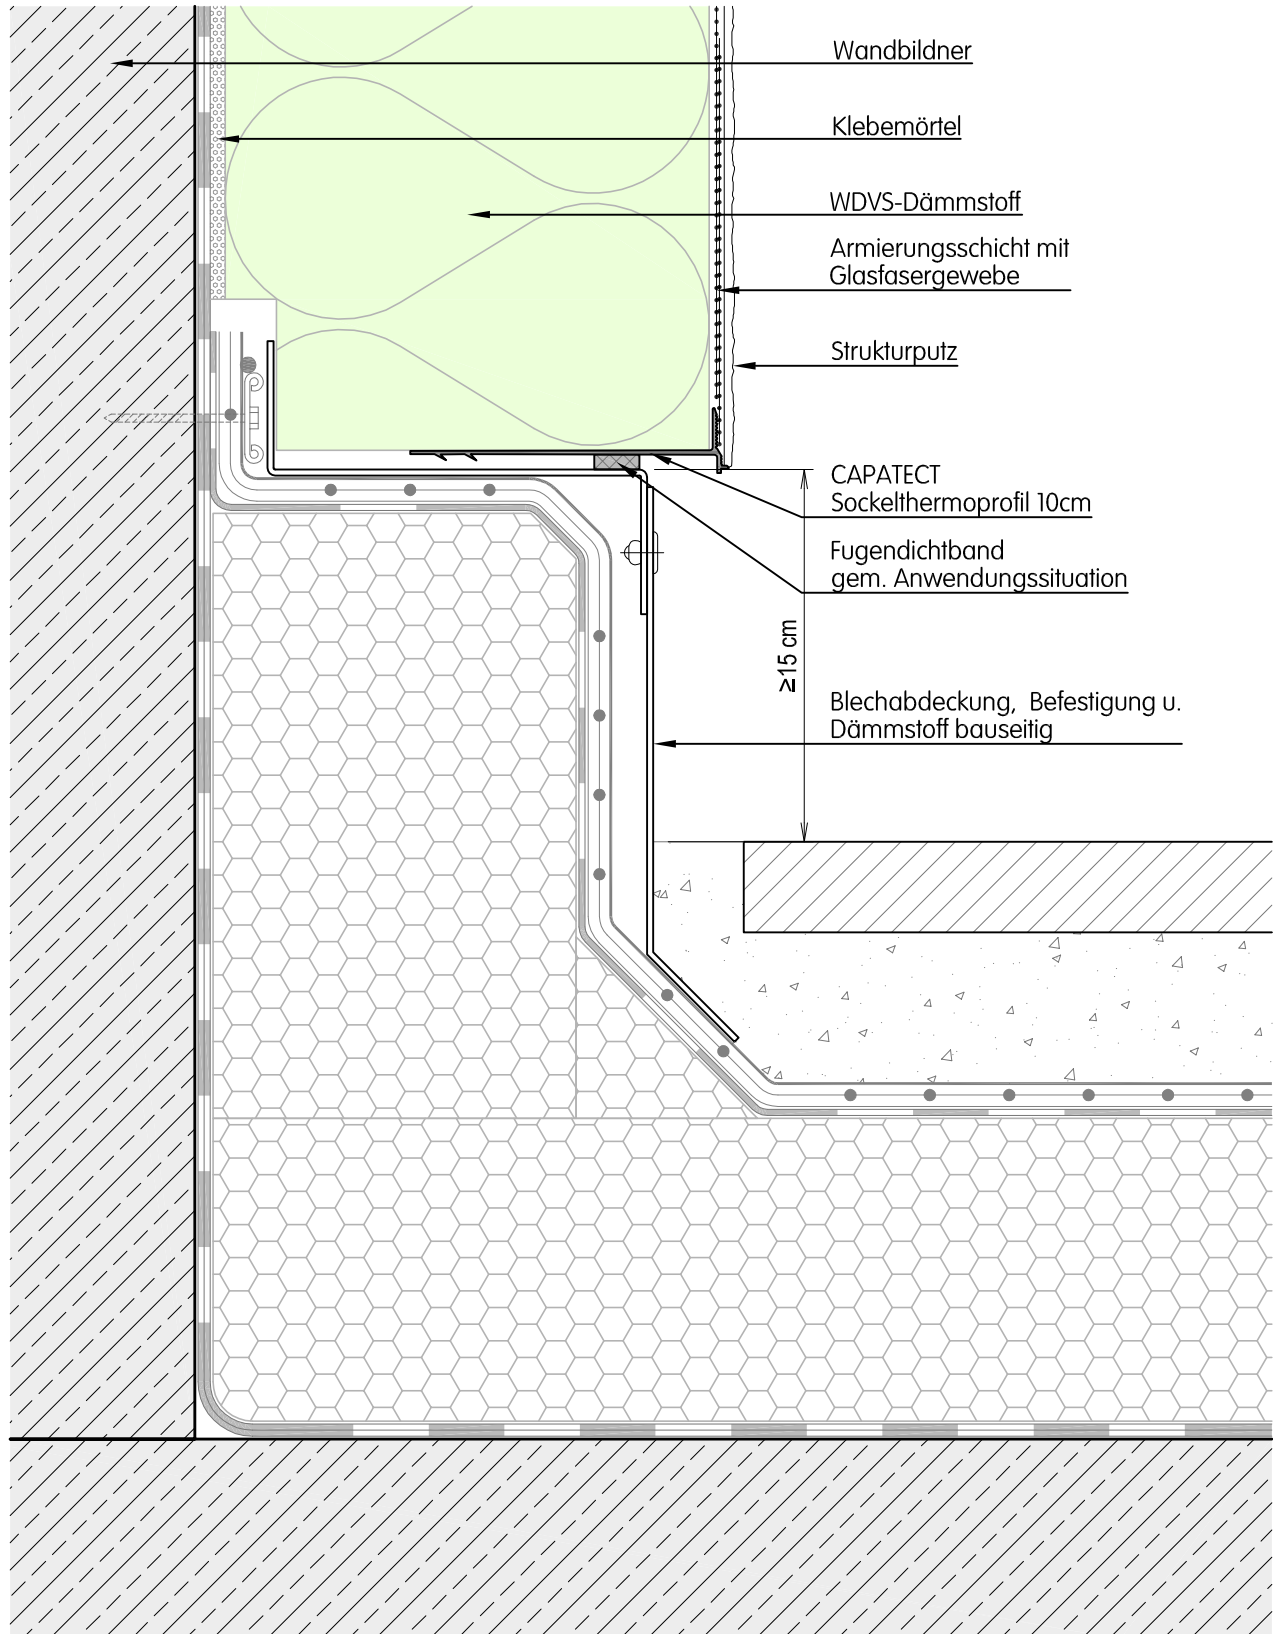 Wandbildner
Klebemörtel
WDVS-Dämmstoff
Armierungsschicht mit
Glasfasergewebe
Strukturputz
CAPATECT
Sockelthermoprofil 10cm
Fugendichtband
gem. Anwendungssituation
≥15 cm
Blechabdeckung, Befestigung u.
Dämmstoff bauseitig